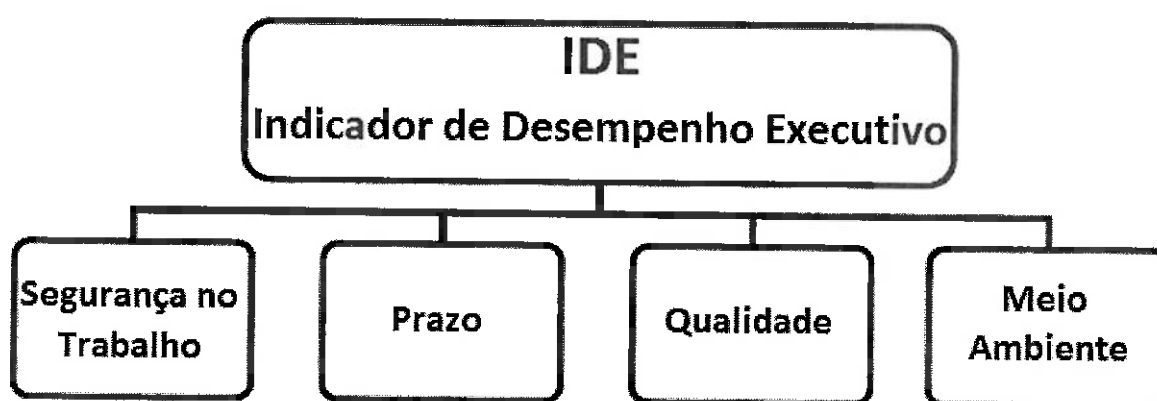 IDE
Indicador de Desempenho Executivo
Segurança no
Trabalho
Prazo
Qualidade
Meio
Ambiente